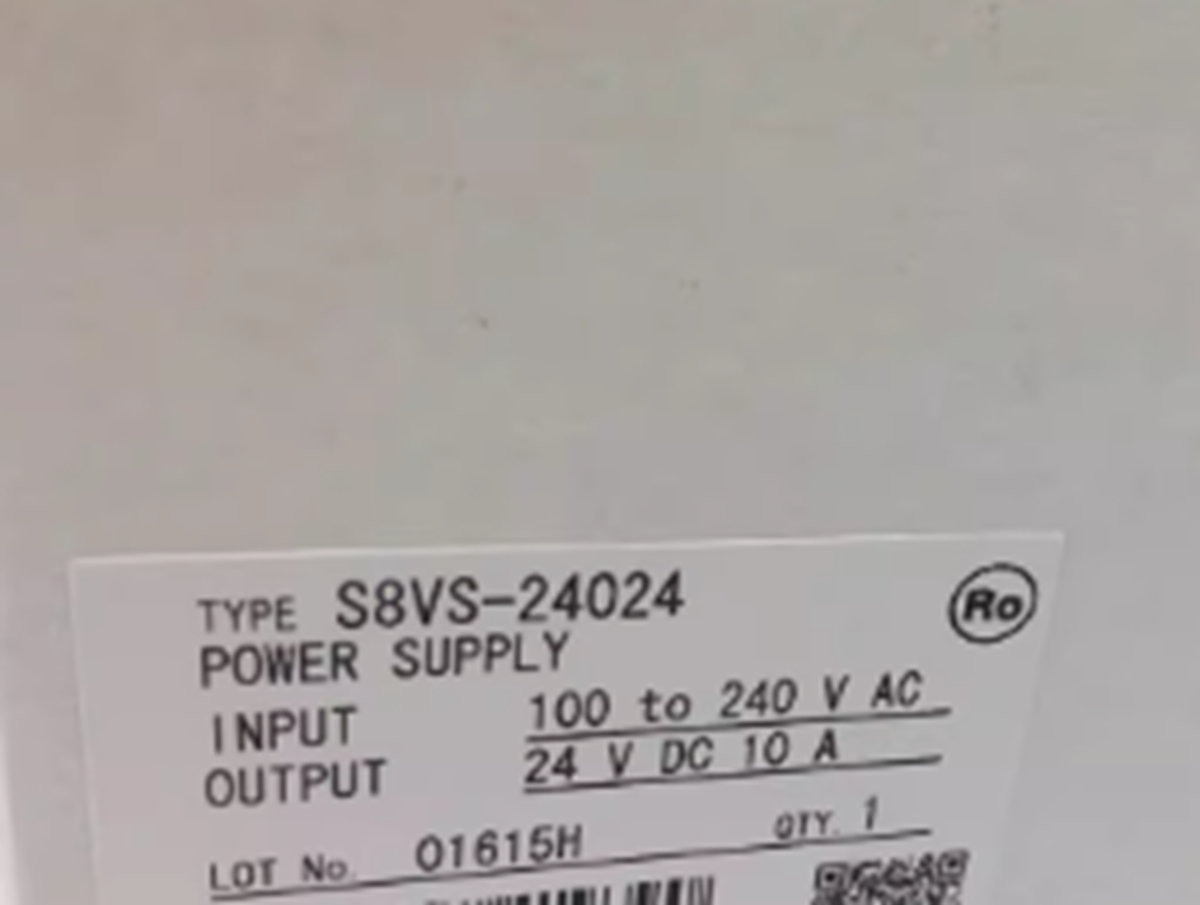 TYPE S8VS-24024
Ro
POWER SUPPLY
INPUT 100 to 240 V AC
OUTPUT 24 V DC 10 A
LOT No. 01615H QTY. 1